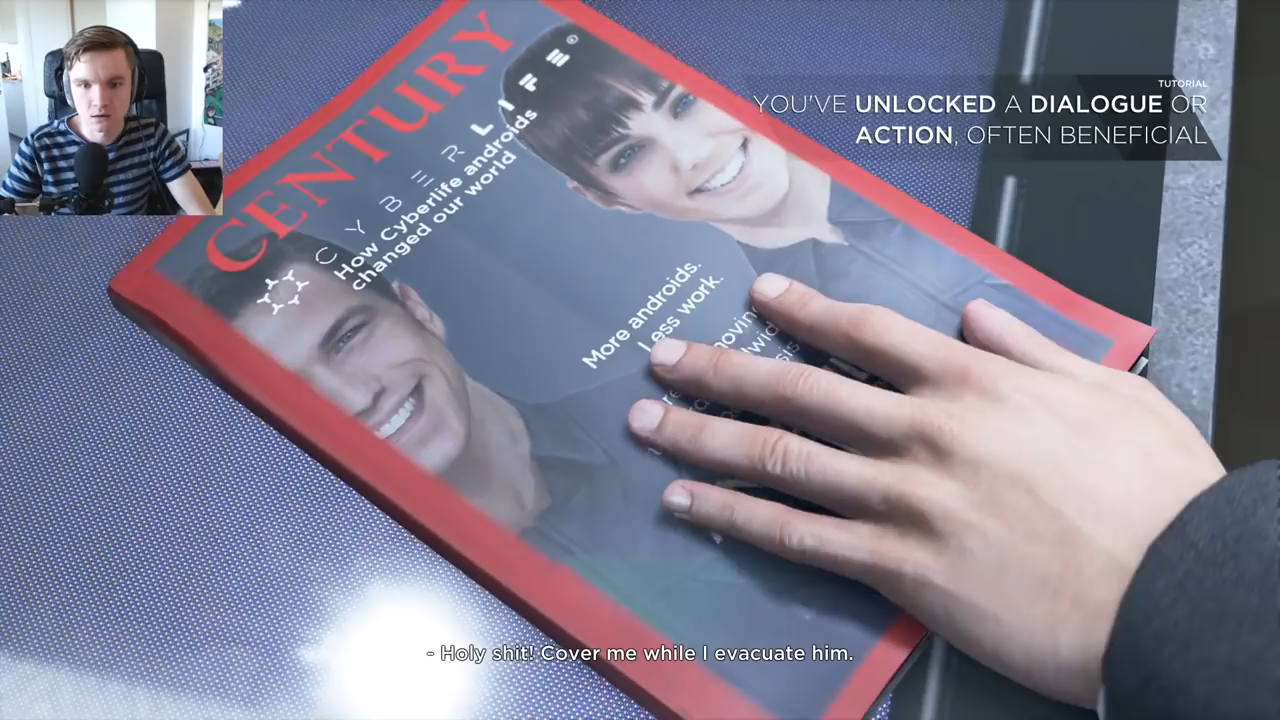 TUTORIAL
YOU'VE UNLOCKED A DIALOGUE OR
ACTION, OFTEN BENEFICIAL
CENTURY
CYBERLIFE®
How Cyberlife androids
changed our world
More androids.
Less work.
- Holy shit! Cover me while I evacuate him.